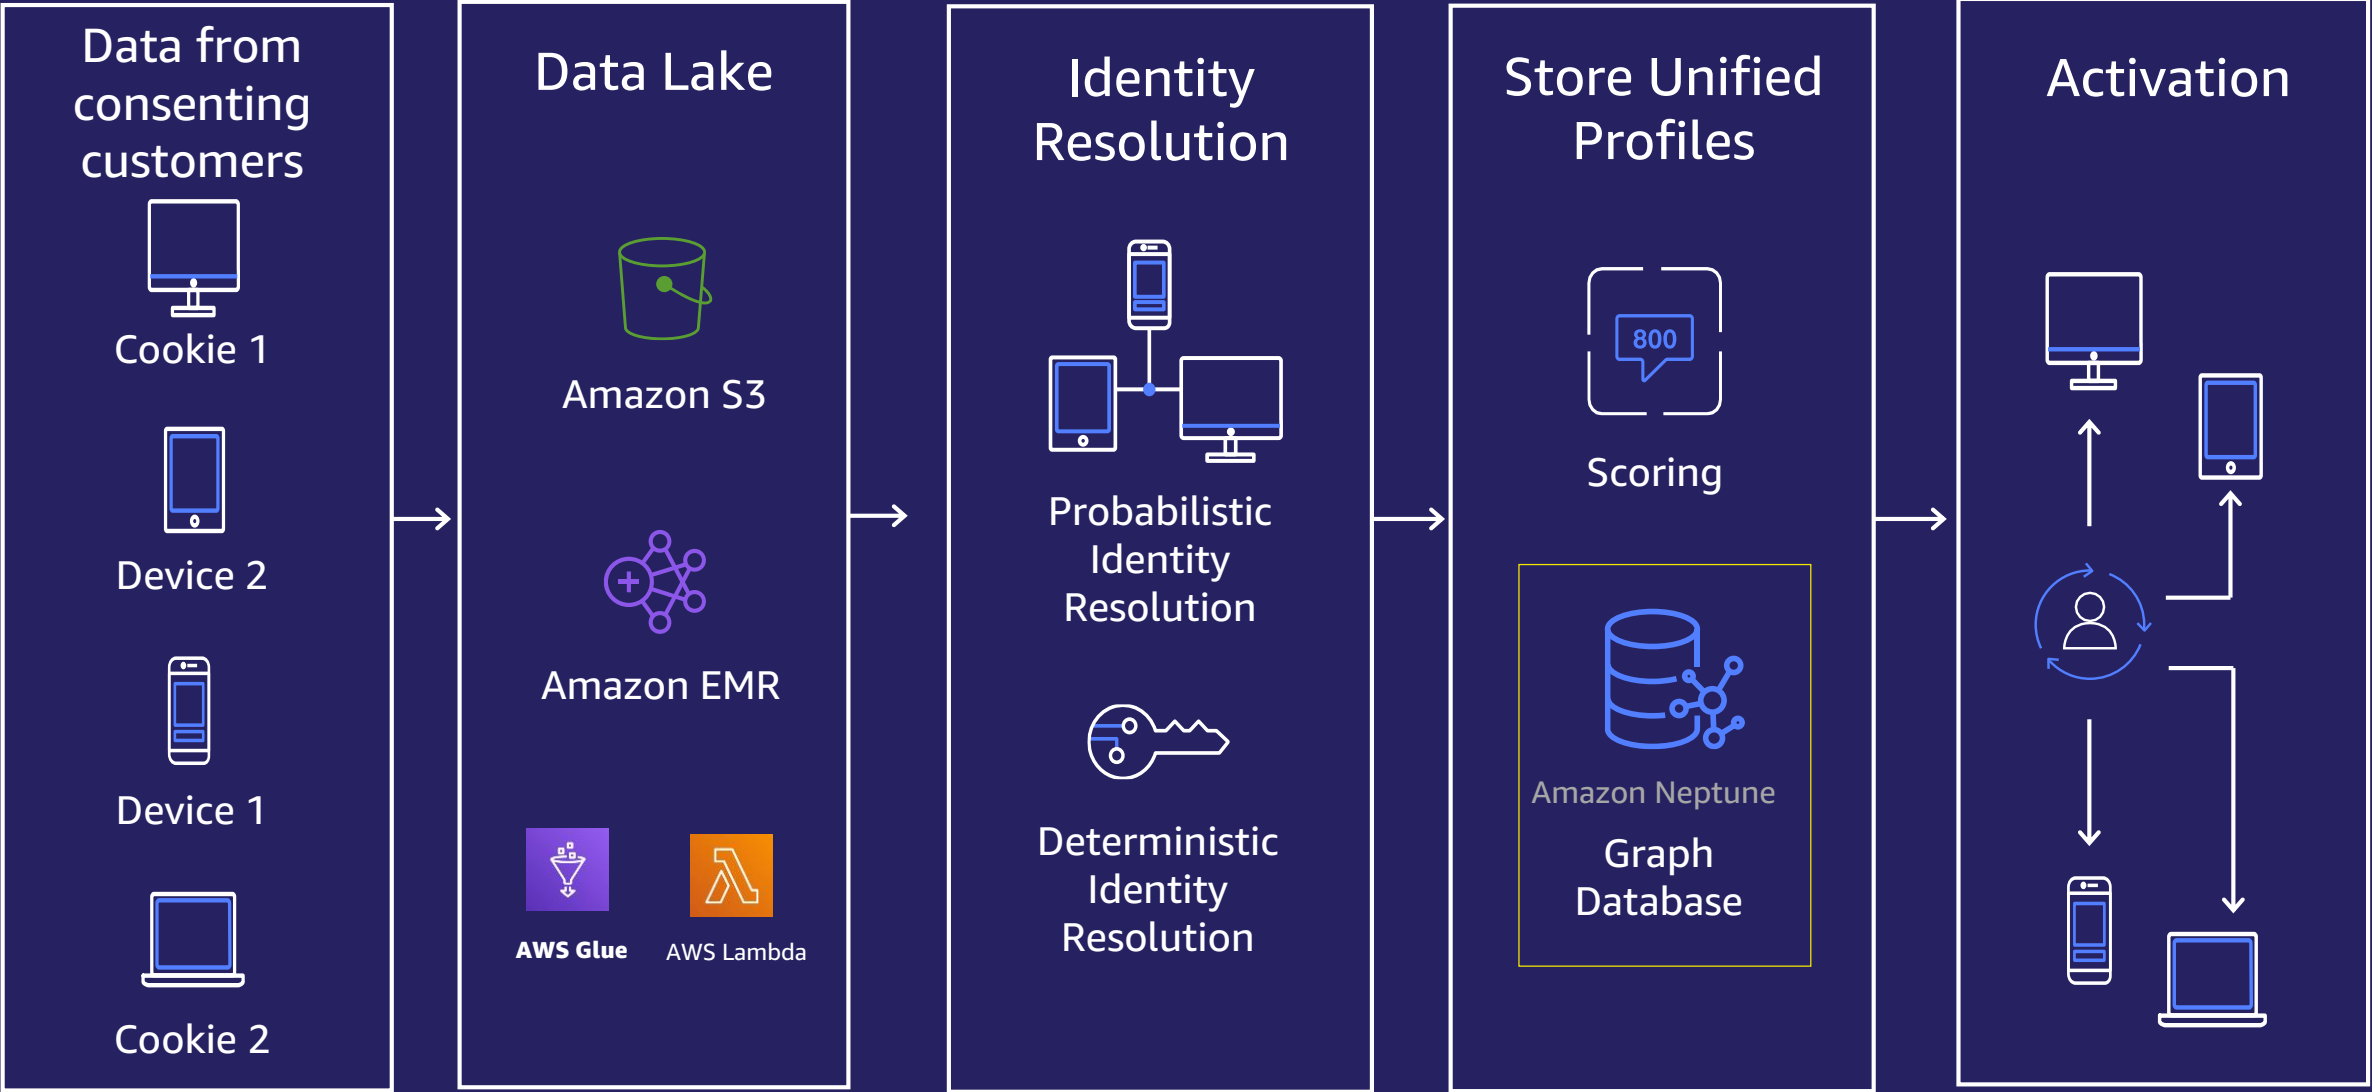 Data from
consenting
customers
Cookie 1
Device 2
Device 1
Cookie 2
Data Lake
Amazon S3
Amazon EMR
AWS Glue
AWS Lambda
Identity
Resolution
Probabilistic
Identity
Resolution
Deterministic
Identity
Resolution
Store Unified
Profiles
800
Scoring
Amazon Neptune
Graph
Database
Activation